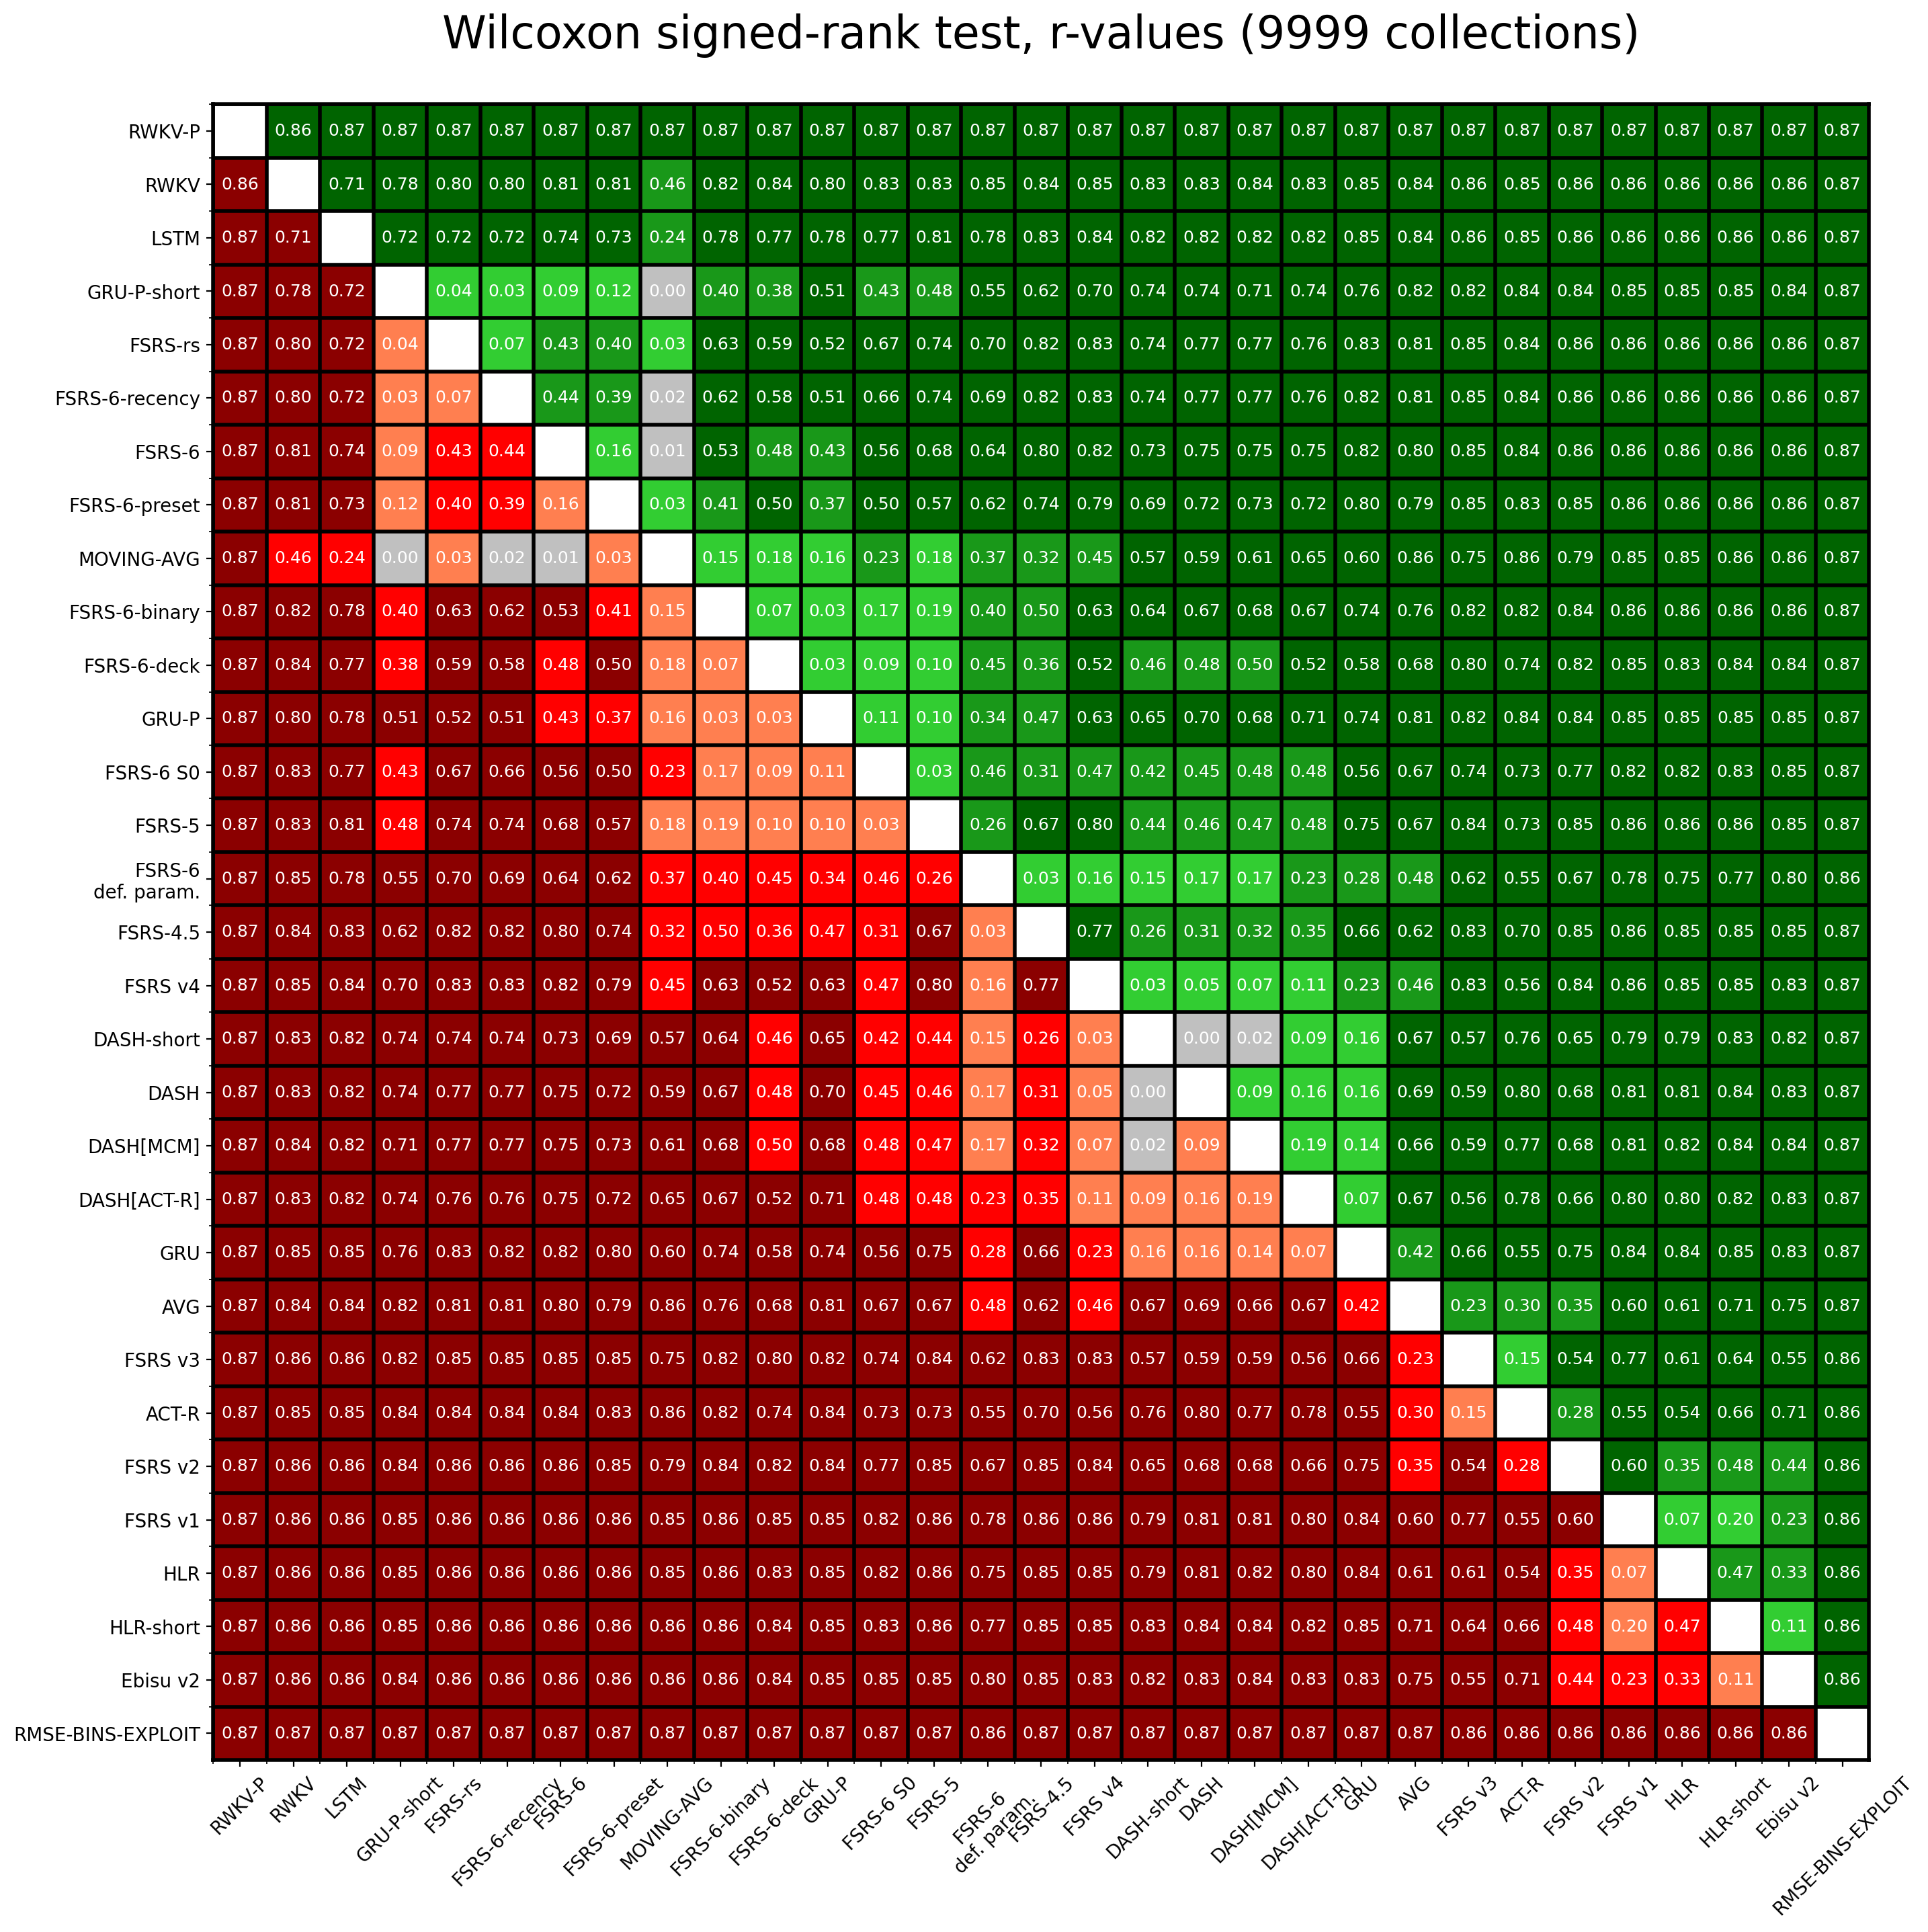 Wilcoxon signed-rank test, r-values (9999 collections)
RWKV-P 0.86 0.87 0.87 0.87 0.87 0.87 0.87 0.87 0.87 0.87 0.87 0.87 0.87 0.87 0.87 0.87 0.87 0.87 0.87 0.87 0.87 0.87 0.87 0.87 0.87 0.87 0.87 0.87 0.87 0.87
RWKV 0.86 0.71 0.78 0.80 0.80 0.81 0.81 0.46 0.82 0.84 0.80 0.83 0.83 0.85 0.84 0.85 0.83 0.83 0.84 0.83 0.85 0.84 0.86 0.85 0.86 0.86 0.86 0.86 0.86 0.87
LSTM 0.87 0.71 0.72 0.72 0.72 0.74 0.73 0.24 0.78 0.77 0.78 0.77 0.81 0.78 0.83 0.84 0.82 0.82 0.82 0.82 0.85 0.84 0.86 0.85 0.86 0.86 0.86 0.86 0.86 0.87
GRU-P-short 0.87 0.78 0.72 0.04 0.03 0.09 0.12 0.00 0.40 0.38 0.51 0.43 0.48 0.55 0.62 0.70 0.74 0.74 0.71 0.74 0.76 0.82 0.82 0.84 0.84 0.85 0.85 0.85 0.84 0.87
FSRS-rs 0.87 0.80 0.72 0.04 0.07 0.43 0.40 0.03 0.63 0.59 0.52 0.67 0.74 0.70 0.82 0.83 0.74 0.77 0.77 0.76 0.83 0.81 0.85 0.84 0.86 0.86 0.86 0.86 0.86 0.87
FSRS-6-recency 0.87 0.80 0.72 0.03 0.07 0.44 0.39 0.02 0.62 0.58 0.51 0.66 0.74 0.69 0.82 0.83 0.74 0.77 0.77 0.76 0.82 0.81 0.85 0.84 0.86 0.86 0.86 0.86 0.86 0.87
FSRS-6 0.87 0.81 0.74 0.09 0.43 0.44 0.16 0.01 0.53 0.48 0.43 0.56 0.68 0.64 0.80 0.82 0.73 0.75 0.75 0.75 0.82 0.80 0.85 0.84 0.86 0.86 0.86 0.86 0.86 0.87
FSRS-6-preset 0.87 0.81 0.73 0.12 0.40 0.39 0.16 0.03 0.41 0.50 0.37 0.50 0.57 0.62 0.74 0.79 0.69 0.72 0.73 0.72 0.80 0.79 0.85 0.83 0.85 0.86 0.86 0.86 0.86 0.87
MOVING-AVG 0.87 0.46 0.24 0.00 0.03 0.02 0.01 0.03 0.15 0.18 0.16 0.23 0.18 0.37 0.32 0.45 0.57 0.59 0.61 0.65 0.60 0.86 0.75 0.86 0.79 0.85 0.85 0.86 0.86 0.87
FSRS-6-binary 0.87 0.82 0.78 0.40 0.63 0.62 0.53 0.41 0.15 0.07 0.03 0.17 0.19 0.40 0.50 0.63 0.64 0.67 0.68 0.67 0.74 0.76 0.82 0.82 0.84 0.86 0.86 0.86 0.86 0.87
FSRS-6-deck 0.87 0.84 0.77 0.38 0.59 0.58 0.48 0.50 0.18 0.07 0.03 0.09 0.10 0.45 0.36 0.52 0.46 0.48 0.50 0.52 0.58 0.68 0.80 0.74 0.82 0.85 0.83 0.84 0.84 0.87
GRU-P 0.87 0.80 0.78 0.51 0.52 0.51 0.43 0.37 0.16 0.03 0.03 0.11 0.10 0.34 0.47 0.63 0.65 0.70 0.68 0.71 0.74 0.81 0.82 0.84 0.84 0.85 0.85 0.85 0.85 0.87
FSRS-6 S0 0.87 0.83 0.77 0.43 0.67 0.66 0.56 0.50 0.23 0.17 0.09 0.11 0.03 0.46 0.31 0.47 0.42 0.45 0.48 0.48 0.56 0.67 0.74 0.73 0.77 0.82 0.82 0.83 0.85 0.87
FSRS-5 0.87 0.83 0.81 0.48 0.74 0.74 0.68 0.57 0.18 0.19 0.10 0.10 0.03 0.26 0.67 0.80 0.44 0.46 0.47 0.48 0.75 0.67 0.84 0.73 0.85 0.86 0.86 0.86 0.85 0.87
FSRS-6
def. param. 0.87 0.85 0.78 0.55 0.70 0.69 0.64 0.62 0.37 0.40 0.45 0.34 0.46 0.26 0.03 0.16 0.15 0.17 0.17 0.23 0.28 0.48 0.62 0.55 0.67 0.78 0.75 0.77 0.80 0.86
FSRS-4.5 0.87 0.84 0.83 0.62 0.82 0.82 0.80 0.74 0.32 0.50 0.36 0.47 0.31 0.67 0.03 0.77 0.26 0.31 0.32 0.35 0.66 0.62 0.83 0.70 0.85 0.86 0.85 0.85 0.85 0.87
FSRS v4 0.87 0.85 0.84 0.70 0.83 0.83 0.82 0.79 0.45 0.63 0.52 0.63 0.47 0.80 0.16 0.77 0.03 0.05 0.07 0.11 0.23 0.46 0.83 0.56 0.84 0.86 0.85 0.85 0.83 0.87
DASH-short 0.87 0.83 0.82 0.74 0.74 0.74 0.73 0.69 0.57 0.64 0.46 0.65 0.42 0.44 0.15 0.26 0.03 0.00 0.02 0.09 0.16 0.67 0.57 0.76 0.65 0.79 0.79 0.83 0.82 0.87
DASH 0.87 0.83 0.82 0.74 0.77 0.77 0.75 0.72 0.59 0.67 0.48 0.70 0.45 0.46 0.17 0.31 0.05 0.00 0.09 0.16 0.16 0.69 0.59 0.80 0.68 0.81 0.81 0.84 0.83 0.87
DASH[MCM] 0.87 0.84 0.82 0.71 0.77 0.77 0.75 0.73 0.61 0.68 0.50 0.68 0.48 0.47 0.17 0.32 0.07 0.02 0.09 0.19 0.14 0.66 0.59 0.77 0.68 0.81 0.82 0.84 0.84 0.87
DASH[ACT-R] 0.87 0.83 0.82 0.74 0.76 0.76 0.75 0.72 0.65 0.67 0.52 0.71 0.48 0.48 0.23 0.35 0.11 0.09 0.16 0.19 0.07 0.67 0.56 0.78 0.66 0.80 0.80 0.82 0.83 0.87
GRU 0.87 0.85 0.85 0.76 0.83 0.82 0.82 0.80 0.60 0.74 0.58 0.74 0.56 0.75 0.28 0.66 0.23 0.16 0.16 0.14 0.07 0.42 0.66 0.55 0.75 0.84 0.84 0.85 0.83 0.87
AVG 0.87 0.84 0.84 0.82 0.81 0.81 0.80 0.79 0.86 0.76 0.68 0.81 0.67 0.67 0.48 0.62 0.46 0.67 0.69 0.66 0.67 0.42 0.23 0.30 0.35 0.60 0.61 0.71 0.75 0.87
FSRS v3 0.87 0.86 0.86 0.82 0.85 0.85 0.85 0.85 0.75 0.82 0.80 0.82 0.74 0.84 0.62 0.83 0.83 0.57 0.59 0.59 0.56 0.66 0.23 0.15 0.54 0.77 0.61 0.64 0.55 0.86
ACT-R 0.87 0.85 0.85 0.84 0.84 0.84 0.84 0.83 0.86 0.82 0.74 0.84 0.73 0.73 0.55 0.70 0.56 0.76 0.80 0.77 0.78 0.55 0.30 0.15 0.28 0.55 0.54 0.66 0.71 0.86
FSRS v2 0.87 0.86 0.86 0.84 0.86 0.86 0.86 0.85 0.79 0.84 0.82 0.84 0.77 0.85 0.67 0.85 0.84 0.65 0.68 0.68 0.66 0.75 0.35 0.54 0.28 0.60 0.35 0.48 0.44 0.86
FSRS v1 0.87 0.86 0.86 0.85 0.86 0.86 0.86 0.86 0.85 0.86 0.85 0.85 0.82 0.86 0.78 0.86 0.86 0.79 0.81 0.81 0.80 0.84 0.60 0.77 0.55 0.60 0.07 0.20 0.23 0.86
HLR 0.87 0.86 0.86 0.85 0.86 0.86 0.86 0.86 0.85 0.86 0.83 0.85 0.82 0.86 0.75 0.85 0.85 0.79 0.81 0.82 0.80 0.84 0.61 0.61 0.54 0.35 0.07 0.47 0.33 0.86
HLR-short 0.87 0.86 0.86 0.85 0.86 0.86 0.86 0.86 0.86 0.86 0.84 0.85 0.83 0.86 0.77 0.85 0.85 0.83 0.84 0.84 0.82 0.85 0.71 0.64 0.66 0.48 0.20 0.47 0.11 0.86
Ebisu v2 0.87 0.86 0.86 0.84 0.86 0.86 0.86 0.86 0.86 0.86 0.84 0.85 0.85 0.85 0.80 0.85 0.83 0.82 0.83 0.84 0.83 0.83 0.75 0.55 0.71 0.44 0.23 0.33 0.11 0.86
RMSE-BINS-EXPLOIT 0.87 0.87 0.87 0.87 0.87 0.87 0.87 0.87 0.87 0.87 0.87 0.87 0.87 0.87 0.86 0.87 0.87 0.87 0.87 0.87 0.87 0.87 0.87 0.86 0.86 0.86 0.86 0.86 0.86 0.86
RWKV-P
RWKV
LSTM
GRU-P-short
FSRS-rs
FSRS-6-recency
FSRS-6
FSRS-6-preset
MOVING-AVG
FSRS-6-binary
FSRS-6-deck
GRU-P
FSRS-6 S0
FSRS-5
FSRS-6
def. param.
FSRS-4.5
FSRS v4
DASH-short
DASH
DASH[MCM]
DASH[ACT-R]
GRU
AVG
FSRS v3
ACT-R
FSRS v2
FSRS v1
HLR
HLR-short
Ebisu v2
RMSE-BINS-EXPLOIT